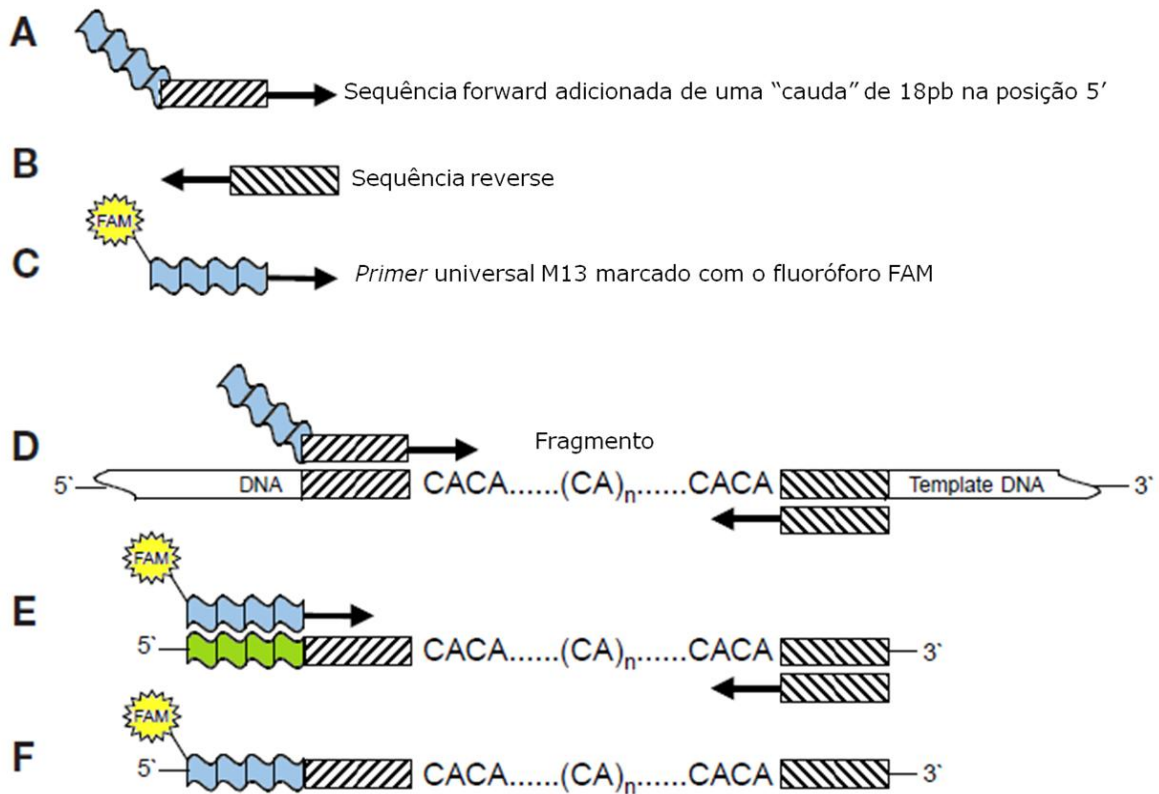 A
Sequência forward adicionada de uma “cauda” de 18pb na posição 5’
B
Sequência reverse
FAM
C
Primer universal M13 marcado com o fluoróforo FAM
Fragmento
D
5` DNA CACA......(CA)n......CACA Template DNA 3`
FAM
E
5` CACA......(CA)n......CACA 3`
FAM
F
5` CACA......(CA)n......CACA 3`